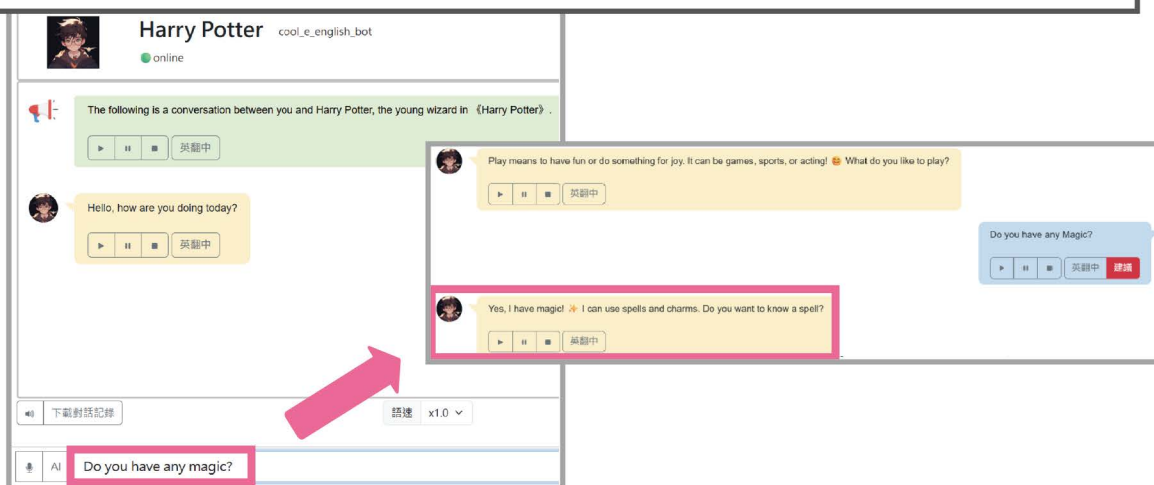 Harry Potter cool_e_english_bot
online
The following is a conversation between you and Harry Potter, the young wizard in 《Harry Potter》.
英翻中
Hello, how are you doing today?
英翻中
下載對話記錄
語速 x1.0
AI Do you have any magic?
Play means to have fun or do something for joy. It can be games, sports, or acting! 😄 What do you like to play?
英翻中
Do you have any Magic?
英翻中 建議
Yes, I have magic! ✨ I can use spells and charms. Do you want to know a spell?
英翻中